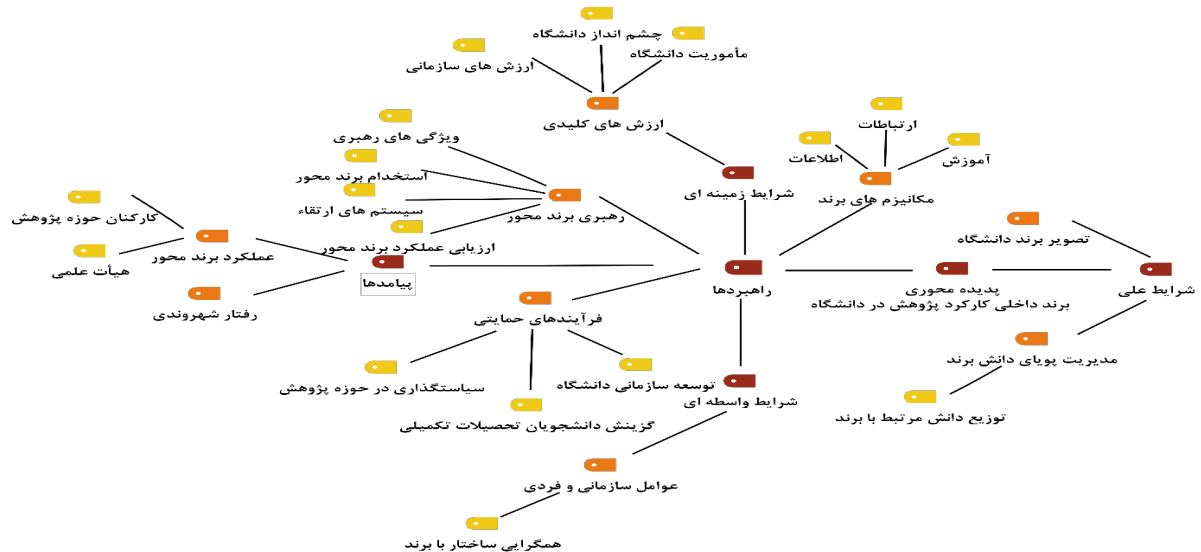 چشم انداز دانشگاه
مأموریت دانشگاه
ارزش های سازمانی
ارزش های کلیدی
ارتباطات
آموزش
اطلاعات
مکانیزم های برند
شرایط زمینه ای
ویژگی های رهبری
استخدام برند محور
سیستم های ارتقاء
رهبری برند محور
ارزیابی عملکرد برند محور
کارکنان حوزه پژوهش
هیأت علمی
عملکرد برند محور
پیامدها
رفتار شهروندی
راهبردها
تصویر برند دانشگاه
پدیده محوری
برند داخلی کارکرد پژوهش در دانشگاه
شرایط علی
مدیریت پویای دانش برند
توزیع دانش مرتبط با برند
فرآیندهای حمایتی
توسعه سازمانی دانشگاه
سیاستگذاری در حوزه پژوهش
گزینش دانشجویان تحصیلات تکمیلی
شرایط واسطه ای
عوامل سازمانی و فردی
همگرایی ساختار با برند